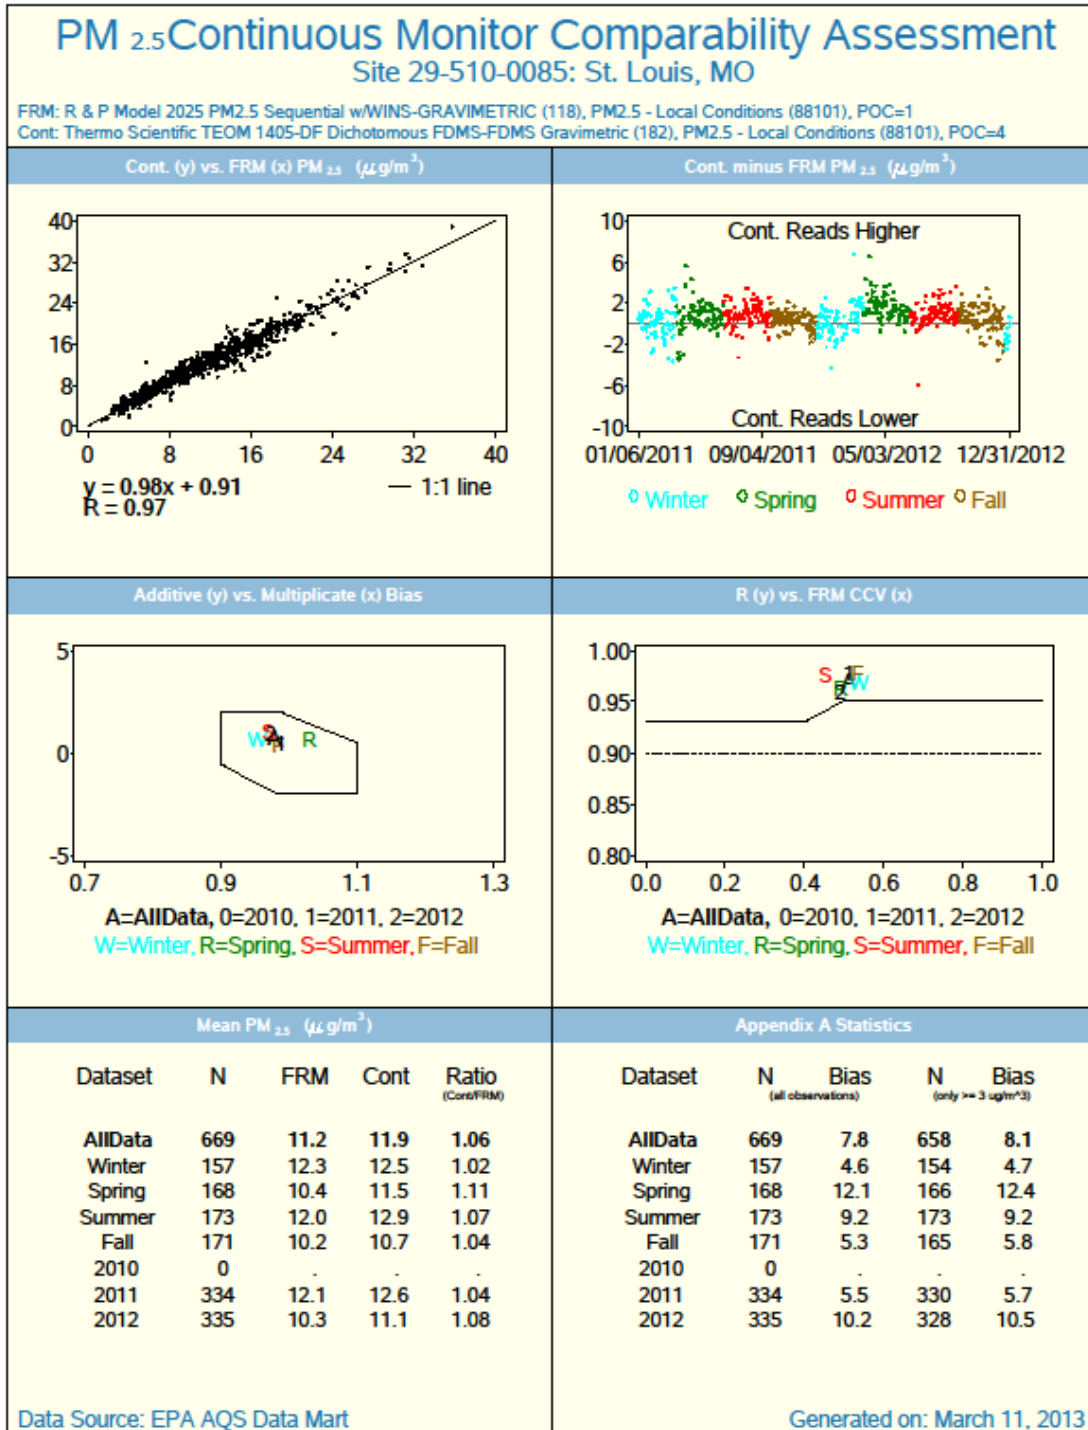 PM 2.5 Continuous Monitor Comparability Assessment
Site 29-510-0085: St. Louis, MO
FRM: R & P Model 2025 PM2.5 Sequential w/WINS-GRAVIMETRIC (118), PM2.5 - Local Conditions (88101), POC=1
Cont: Thermo Scientific TEOM 1405-DF Dichotomous FDMS-FDMS Gravimetric (182), PM2.5 - Local Conditions (88101), POC=4
Cont. (y) vs. FRM (x) PM 2.5 (μg/m³)
40
32
24
16
8
0
0 8 16 24 32 40
y = 0.98x + 0.91
R = 0.97
— 1:1 line
Cont. minus FRM PM 2.5 (μg/m³)
10
6
2
-2
-6
-10
Cont. Reads Higher
Cont. Reads Lower
01/06/2011 09/04/2011 05/03/2012 12/31/2012
Winter Spring Summer Fall
Additive (y) vs. Multiplicate (x) Bias
5
0
-5
W S 2 A 1 F R
0.7 0.9 1.1 1.3
A=AllData, 0=2010, 1=2011, 2=2012
W=Winter, R=Spring, S=Summer, F=Fall
R (y) vs. FRM CCV (x)
1.00
0.95
0.90
0.85
0.80
S R 2 A 1 F W
0.0 0.2 0.4 0.6 0.8 1.0
A=AllData, 0=2010, 1=2011, 2=2012
W=Winter, R=Spring, S=Summer, F=Fall
Mean PM 2.5 (μg/m³)
Dataset N FRM Cont Ratio
(Cont/FRM)
AllData 669 11.2 11.9 1.06
Winter 157 12.3 12.5 1.02
Spring 168 10.4 11.5 1.11
Summer 173 12.0 12.9 1.07
Fall 171 10.2 10.7 1.04
2010 0 . . .
2011 334 12.1 12.6 1.04
2012 335 10.3 11.1 1.08
Appendix A Statistics
Dataset N Bias N Bias
(all observations) (only >= 3 ug/m^3)
AllData 669 7.8 658 8.1
Winter 157 4.6 154 4.7
Spring 168 12.1 166 12.4
Summer 173 9.2 173 9.2
Fall 171 5.3 165 5.8
2010 0 . . .
2011 334 5.5 330 5.7
2012 335 10.2 328 10.5
Data Source: EPA AQS Data Mart
Generated on: March 11, 2013